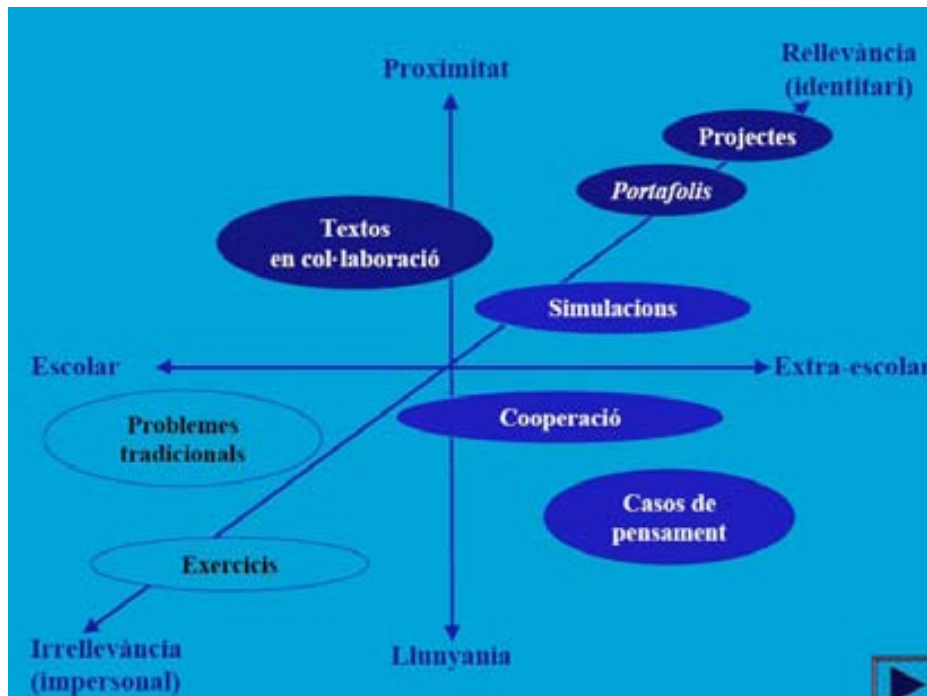 Rellevància
(identitari)
Proximitat
Projectes
Portafolis
Textos
en col·laboració
Simulacions
Escolar
Extra-escolar
Problemes
tradicionals
Cooperació
Casos de
pensament
Exercicis
Irrellevància
(impersonal)
Llunyania